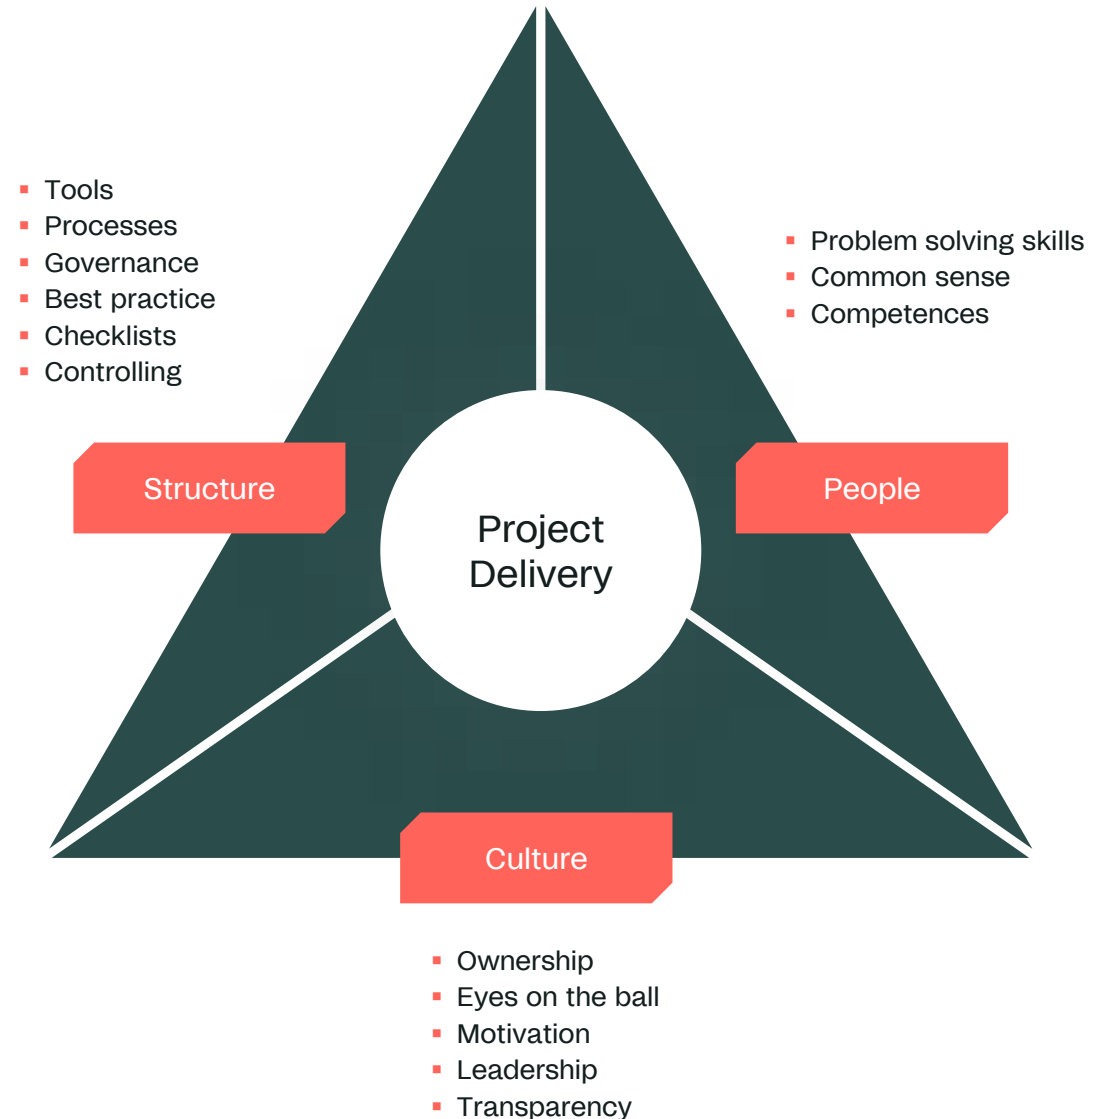 Tools
Processes
Governance
Best practice
Checklists
Controlling
Problem solving skills
Common sense
Competences
Structure
People
Project
Delivery
Culture
Ownership
Eyes on the ball
Motivation
Leadership
Transparency